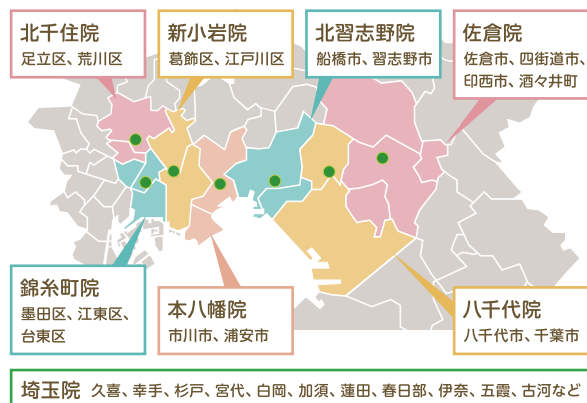 北千住院
足立区、荒川区
新小岩院
葛飾区、江戸川区
北習志野院
船橋市、習志野市
佐倉院
佐倉市、四街道市、
印西市、酒々井町
錦糸町院
墨田区、江東区、
台東区
本八幡院
市川市、浦安市
八千代院
八千代市、千葉市
埼玉院 久喜、幸手、杉戸、宮代、白岡、加須、蓮田、春日部、伊奈、五霞、古河など